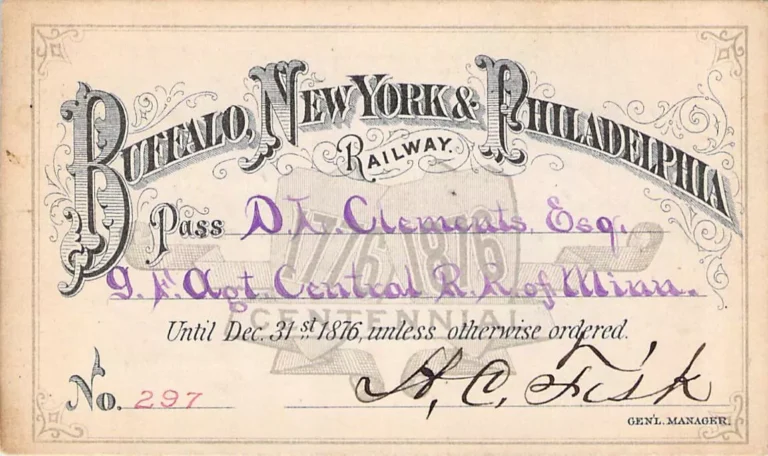 BUFFALO, NEW YORK & PHILADELPHIA
RAILWAY.
Pass D. L. Clements. Esq.
1776. 1876
G. F. Agt. Central R. R. of Minn.
CENTENNIAL
Until Dec. 31st 1876, unless otherwise ordered.
No. 297
H. C. Fisk
GEN'L. MANAGER.